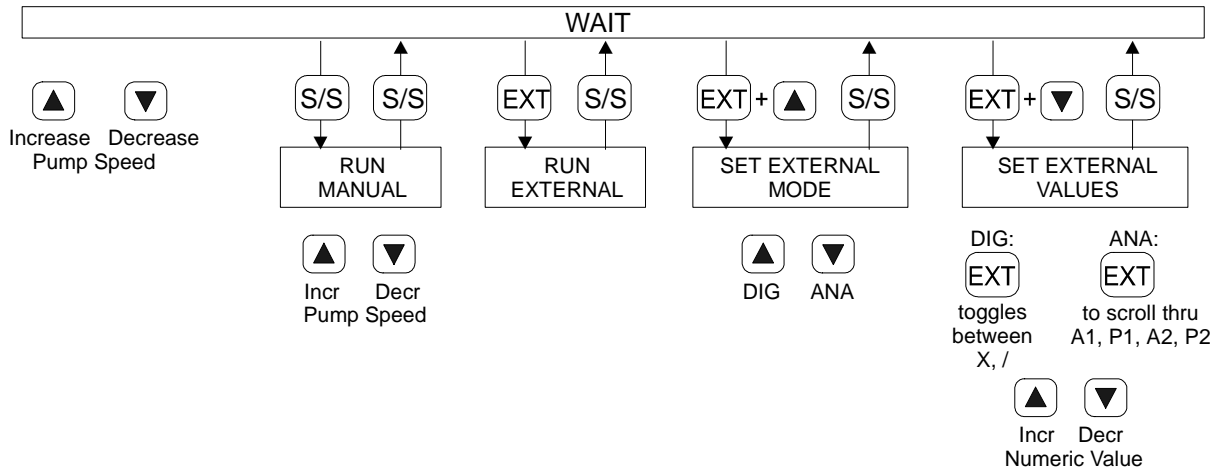 WAIT
S/S S/S EXT S/S EXT + S/S EXT + S/S
Increase Decrease
Pump Speed
RUN
MANUAL
RUN
EXTERNAL
SET EXTERNAL
MODE
SET EXTERNAL
VALUES
Incr Decr
Pump Speed
DIG ANA
DIG:
EXT
toggles
between
X, /
ANA:
EXT
to scroll thru
A1, P1, A2, P2
Incr Decr
Numeric Value